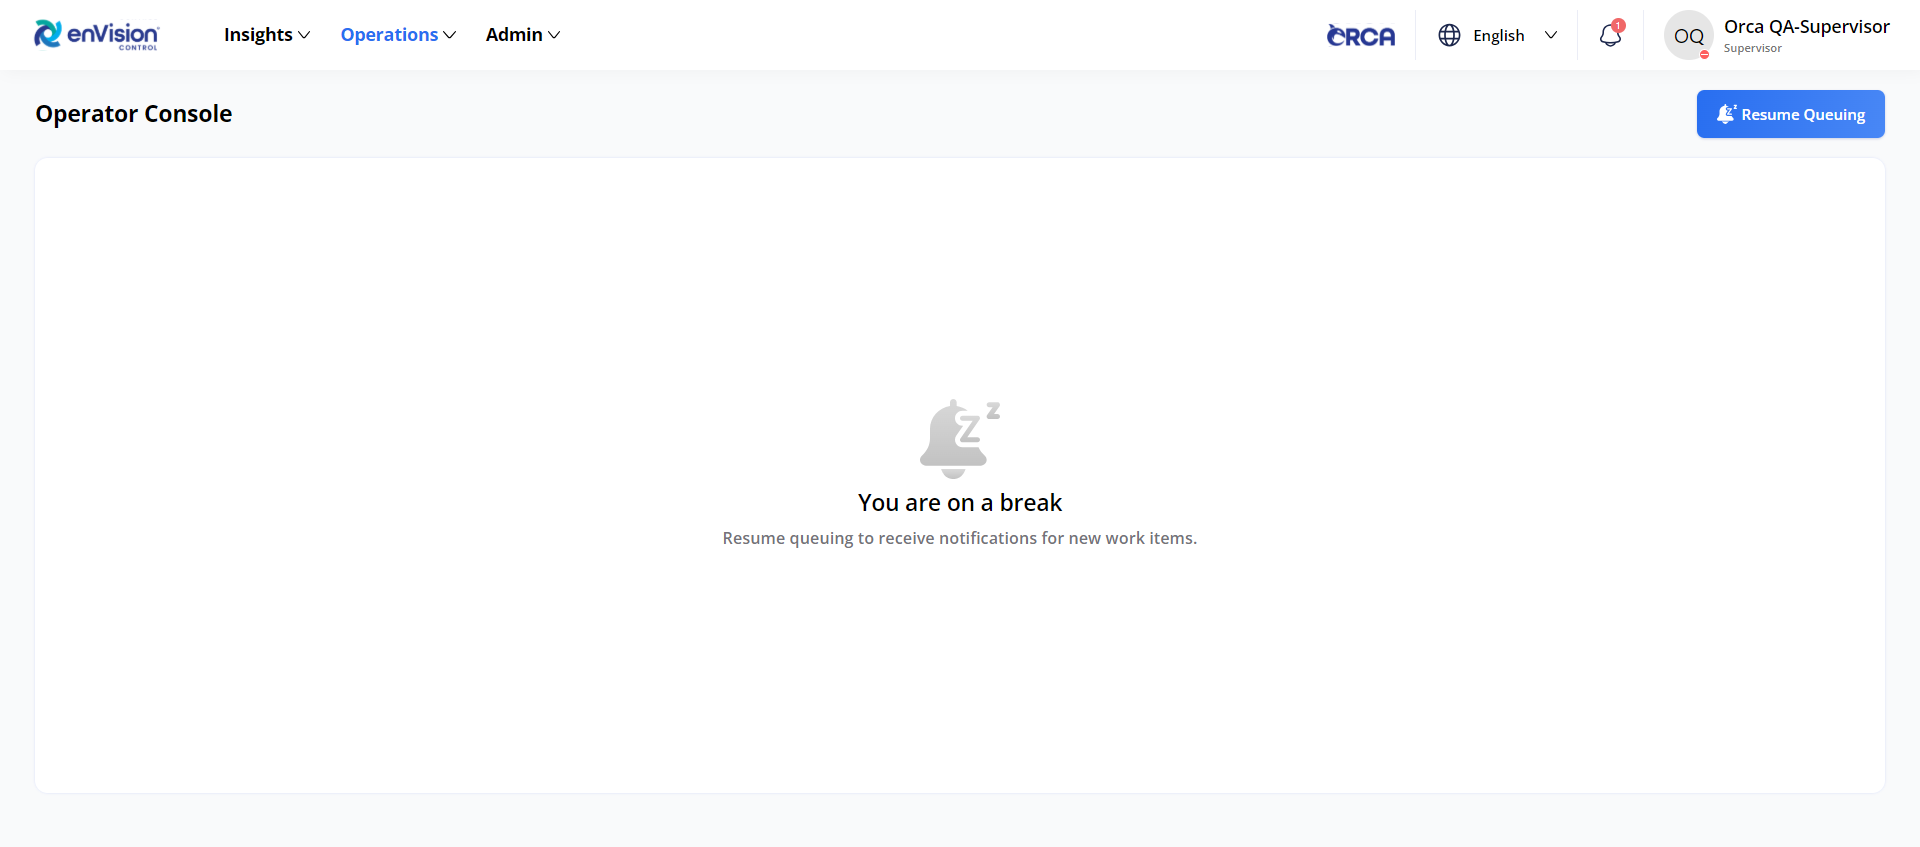 enVision
CONTROL
Insights
Operations
Admin
ORCA
English
1
OQ
Orca QA-Supervisor
Supervisor
Operator Console
Resume Queuing
You are on a break
Resume queuing to receive notifications for new work items.